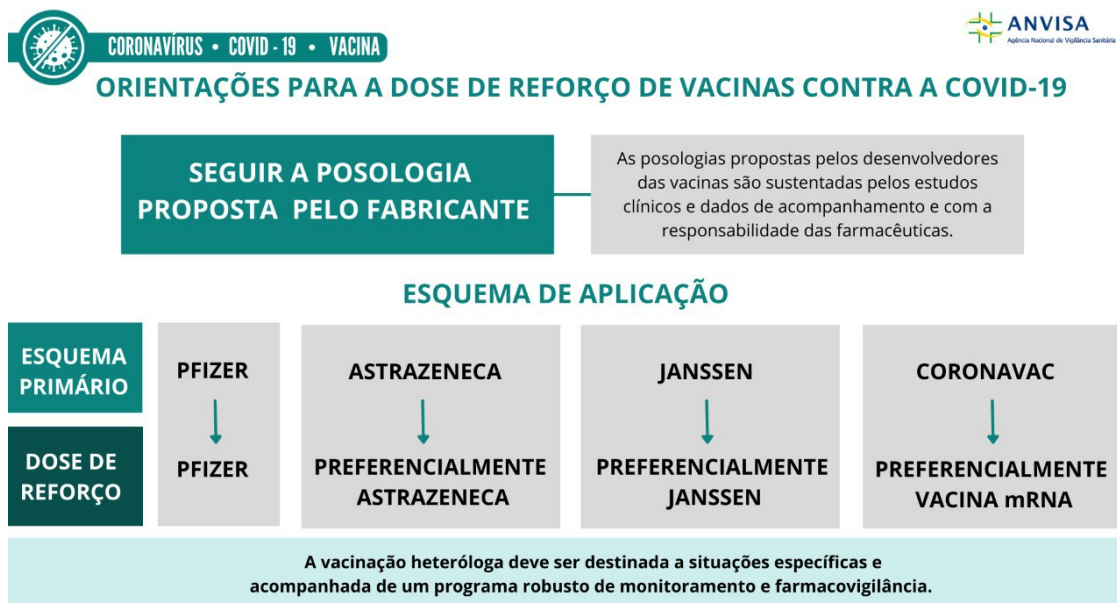 CORONAVÍRUS • COVID - 19 • VACINA
ANVISA
Agência Nacional de Vigilância Sanitária
ORIENTAÇÕES PARA A DOSE DE REFORÇO DE VACINAS CONTRA A COVID-19
SEGUIR A POSOLOGIA
PROPOSTA PELO FABRICANTE
As posologias propostas pelos desenvolvedores
das vacinas são sustentadas pelos estudos
clínicos e dados de acompanhamento e com a
responsabilidade das farmacêuticas.
ESQUEMA DE APLICAÇÃO
ESQUEMA
PRIMÁRIO
PFIZER
ASTRAZENECA
JANSSEN
CORONAVAC
DOSE DE
REFORÇO
PFIZER
PREFERENCIALMENTE
ASTRAZENECA
PREFERENCIALMENTE
JANSSEN
PREFERENCIALMENTE
VACINA mRNA
A vacinação heteróloga deve ser destinada a situações específicas e
acompanhada de um programa robusto de monitoramento e farmacovigilância.